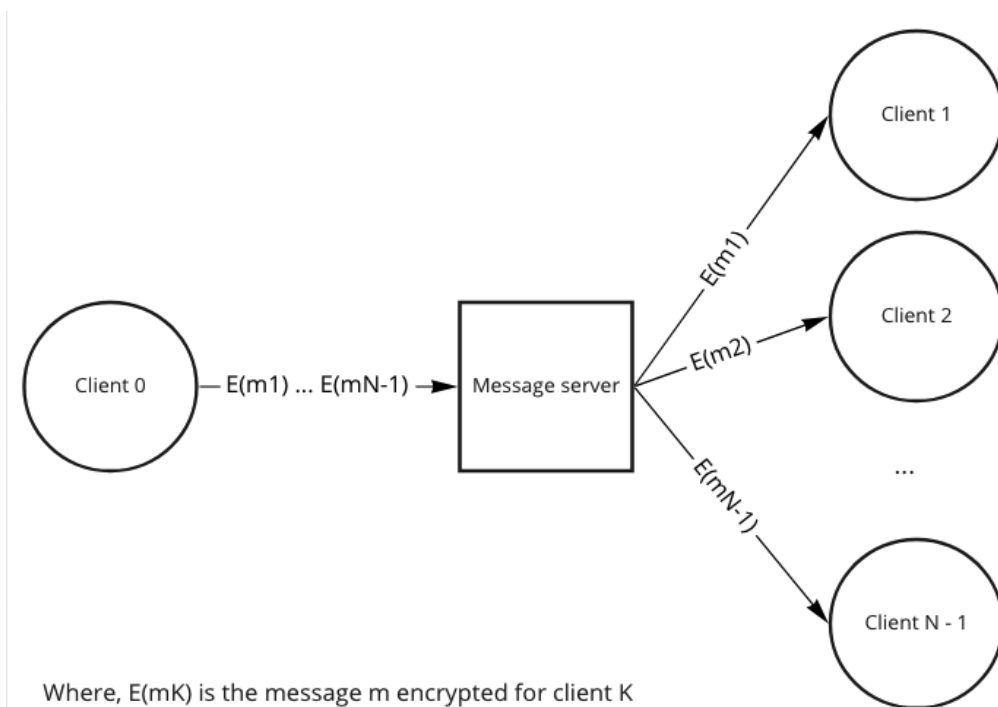 Client 1
Client 2
Client 0
E(m1) ... E(mN-1)
Message server
E(m1)
E(m2)
E(mN-1)
...
Client N - 1
Where, E(mK) is the message m encrypted for client K